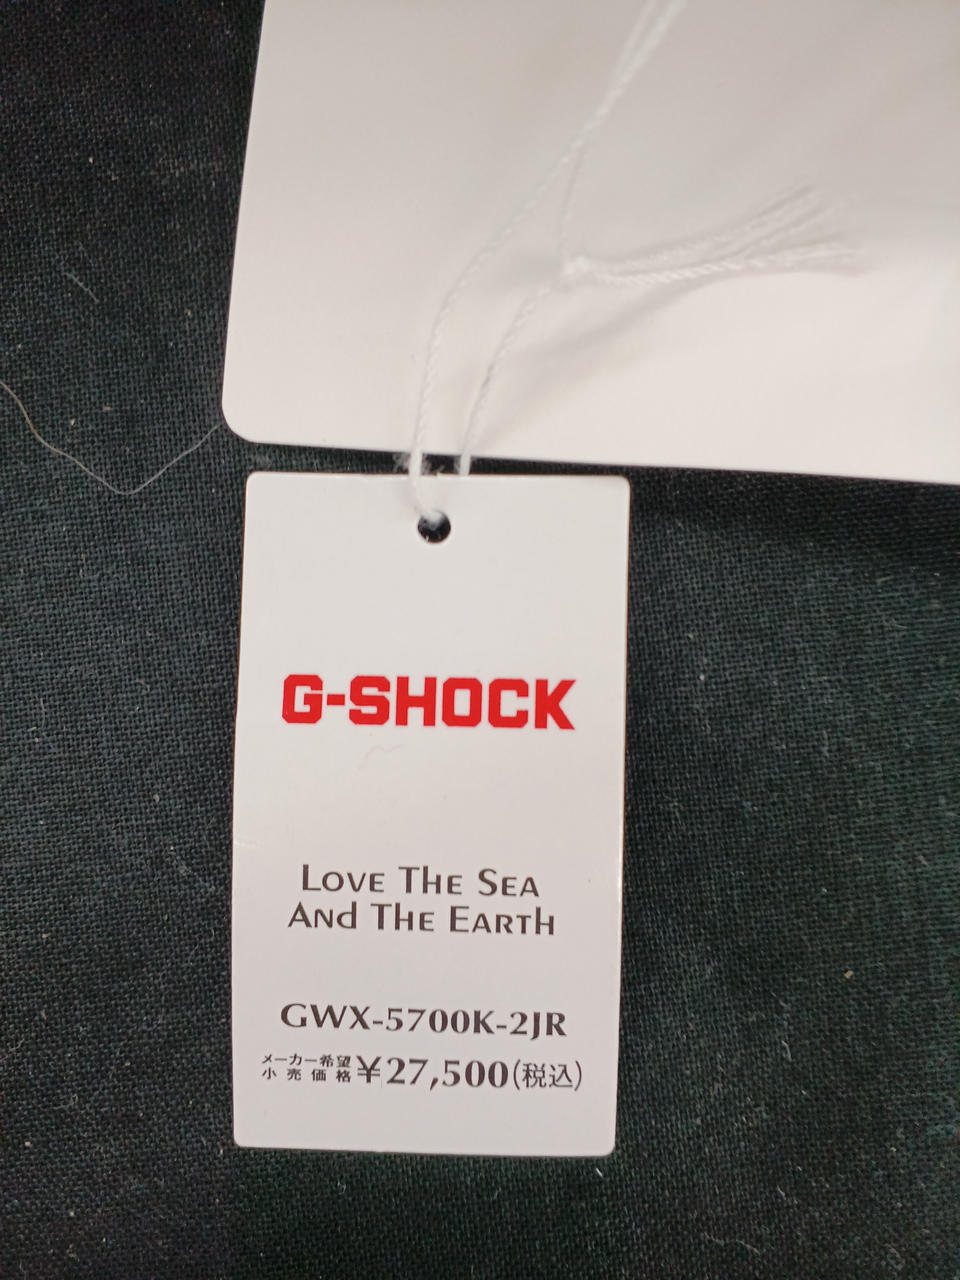 G-SHOCK
LOVE THE SEA
AND THE EARTH
GWX-5700K-2JR
メーカー希望
小売価格 ¥27,500(税込)